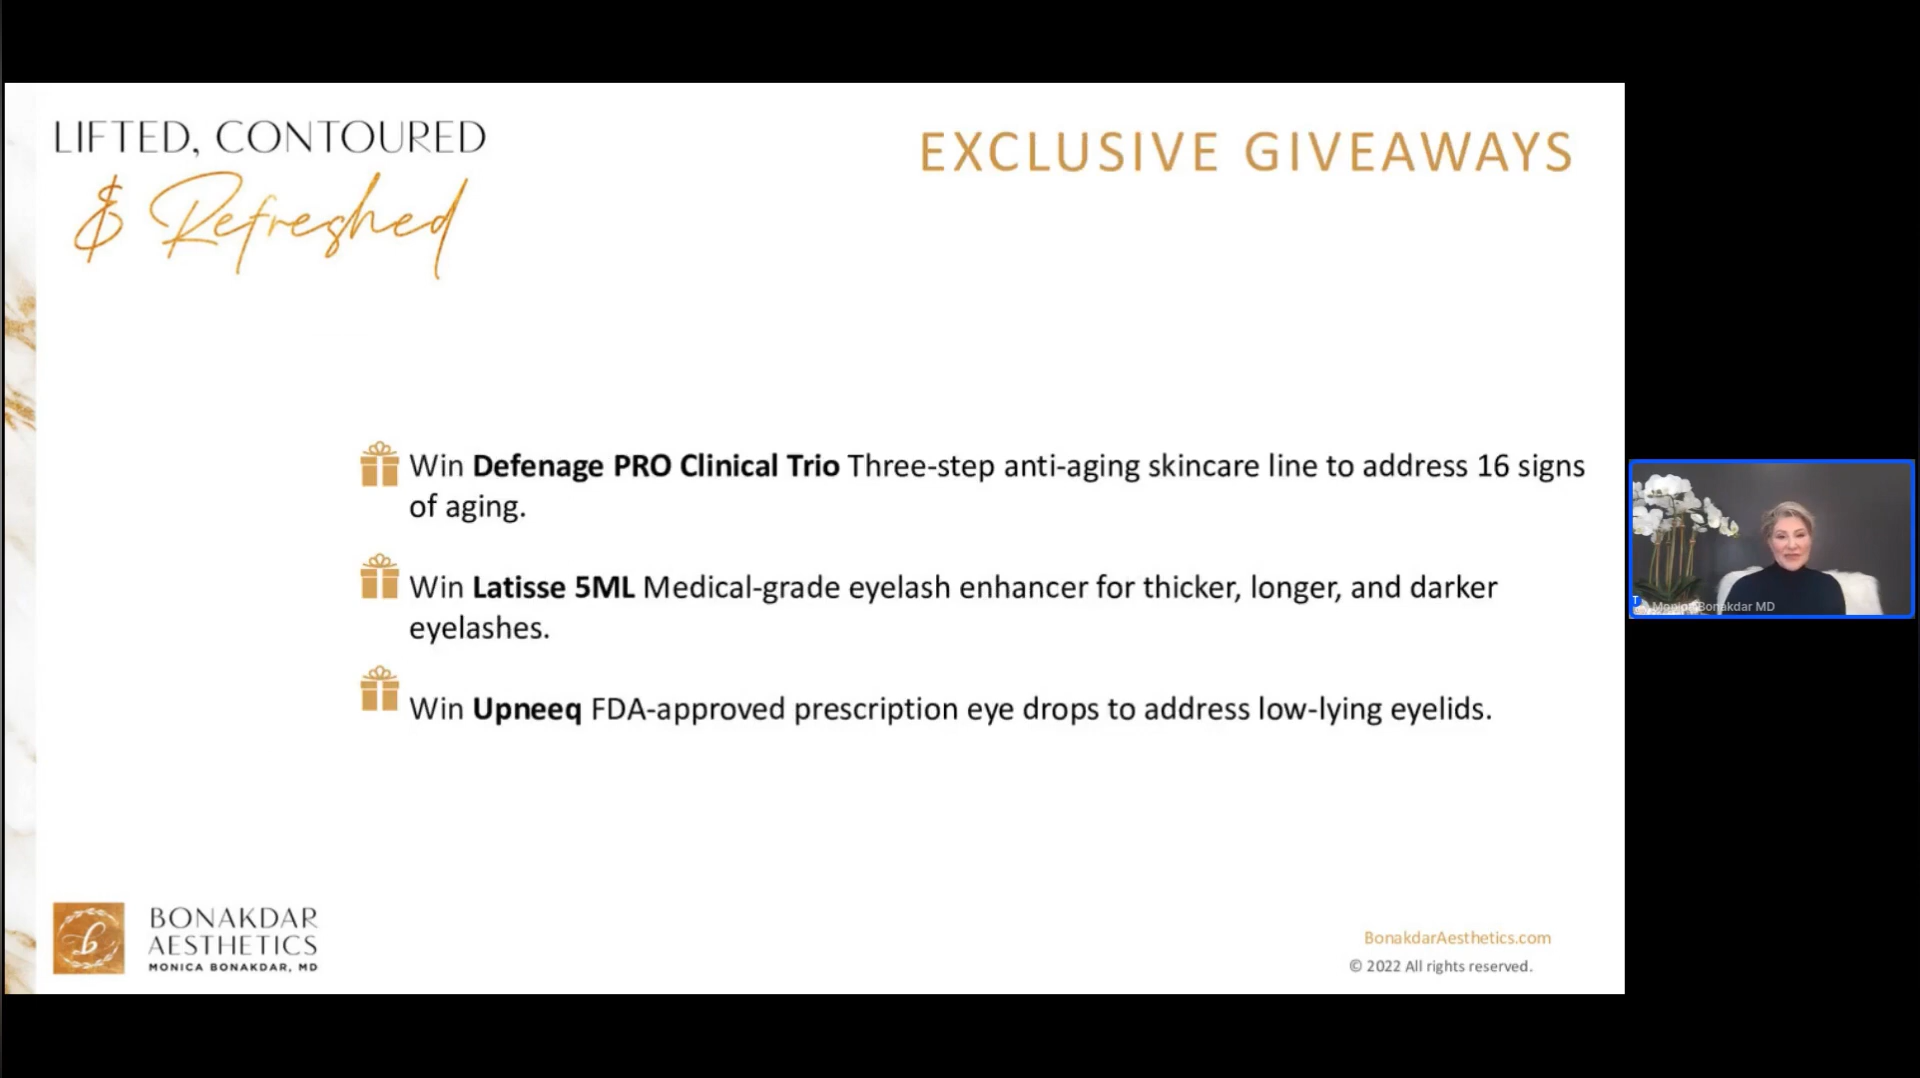 LIFTED, CONTOURED
& Refreshed
EXCLUSIVE GIVEAWAYS
Win Defenage PRO Clinical Trio Three-step anti-aging skincare line to address 16 signs
of aging.
Win Latisse 5ML Medical-grade eyelash enhancer for thicker, longer, and darker
eyelashes.
Win Upneeq FDA-approved prescription eye drops to address low-lying eyelids.
T
Monica Bonakdar MD
b
BONAKDAR
AESTHETICS
MONICA BONAKDAR, MD
BonakdarAesthetics.com
© 2022 All rights reserved.